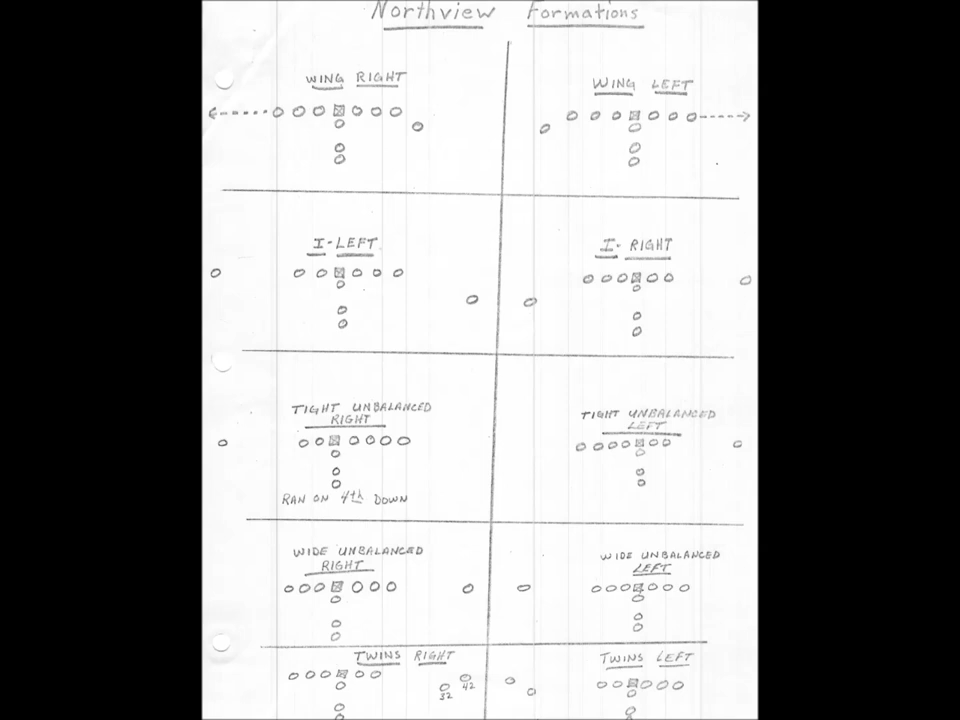 Northview Formations
WING RIGHT
WING LEFT
I-LEFT
I-RIGHT
TIGHT UNBALANCED
RIGHT
RAN ON 4th DOWN
TIGHT UNBALANCED
LEFT
WIDE UNBALANCED
RIGHT
WIDE UNBALANCED
LEFT
TWINS RIGHT
32 42
TWINS LEFT